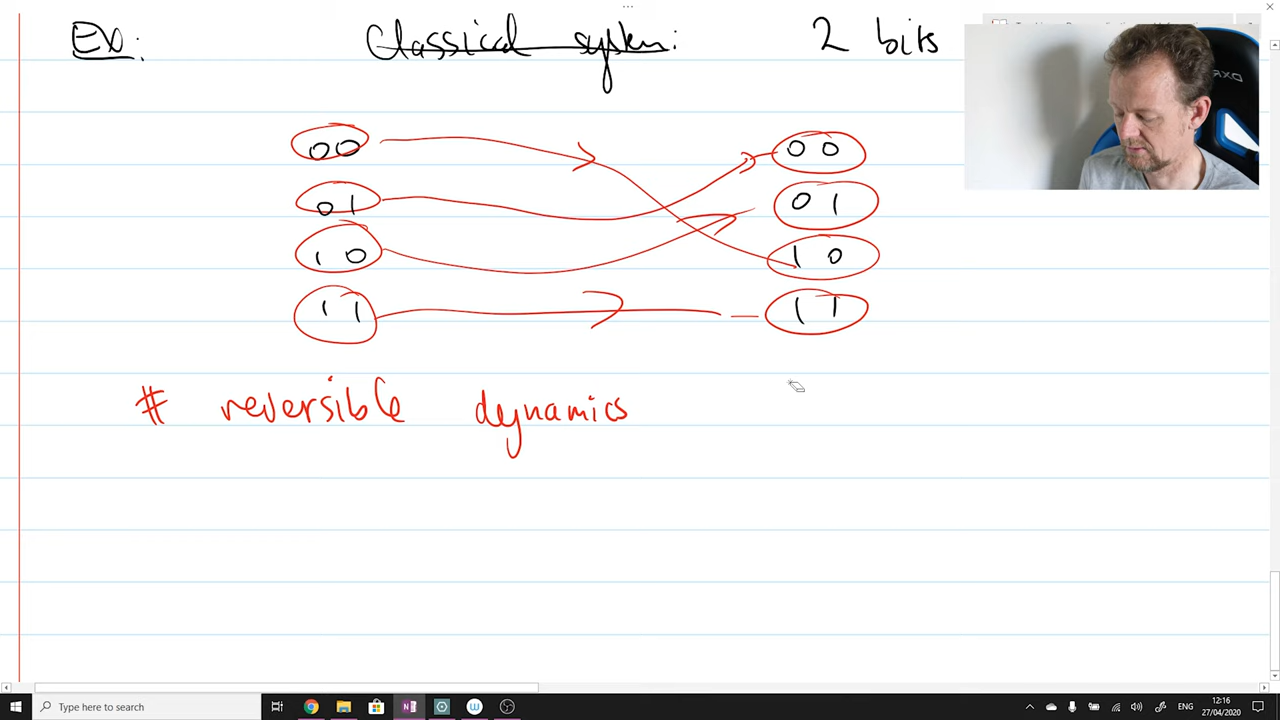 Ex: Classical system: 2 bits
00 00
01 01
10 10
11 11
# reversible dynamics
DXR
Type here to search
ENG
12:16
27/04/2020